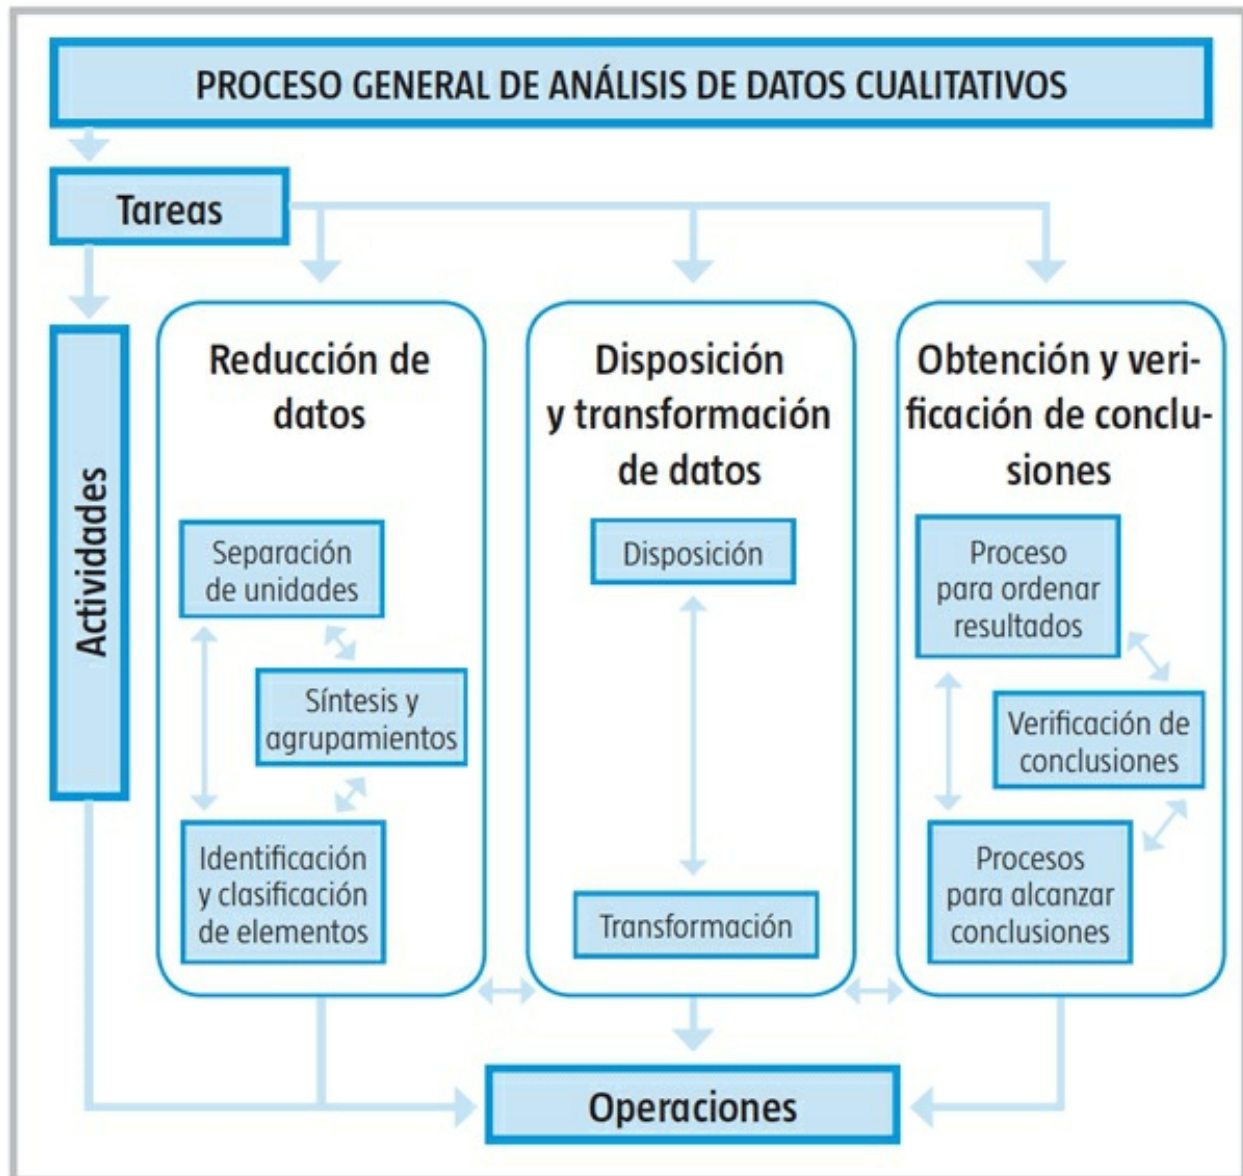 PROCESO GENERAL DE ANÁLISIS DE DATOS CUALITATIVOS
Tareas
Actividades
Reducción de
datos
Separación
de unidades
Síntesis y
agrupamientos
Identificación
y clasificación
de elementos
Disposición
y transformación
de datos
Disposición
Transformación
Obtención y veri-
ficación de conclu-
siones
Proceso
para ordenar
resultados
Verificación de
conclusiones
Procesos
para alcanzar
conclusiones
Operaciones